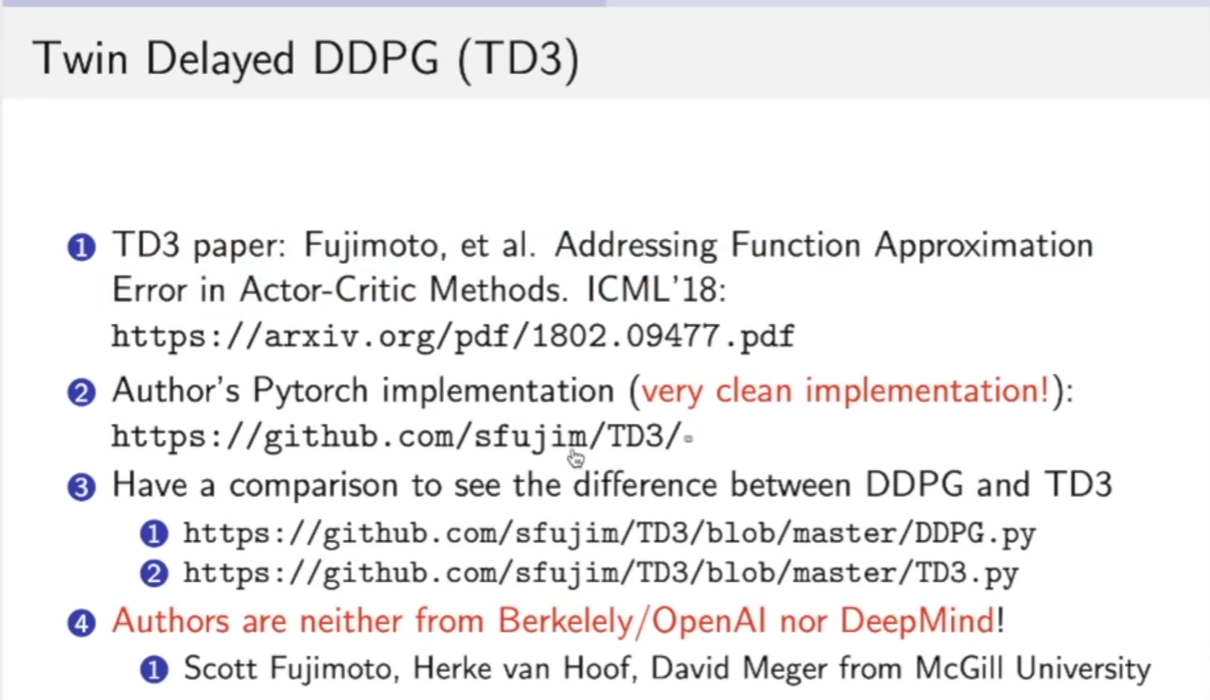 Twin Delayed DDPG (TD3)
1 TD3 paper: Fujimoto, et al. Addressing Function Approximation
Error in Actor-Critic Methods. ICML'18:
https://arxiv.org/pdf/1802.09477.pdf
2 Author's Pytorch implementation (very clean implementation!):
https://github.com/sfujim/TD3/
3 Have a comparison to see the difference between DDPG and TD3
1 https://github.com/sfujim/TD3/blob/master/DDPG.py
2 https://github.com/sfujim/TD3/blob/master/TD3.py
4 Authors are neither from Berkelely/OpenAI nor DeepMind!
1 Scott Fujimoto, Herke van Hoof, David Meger from McGill University